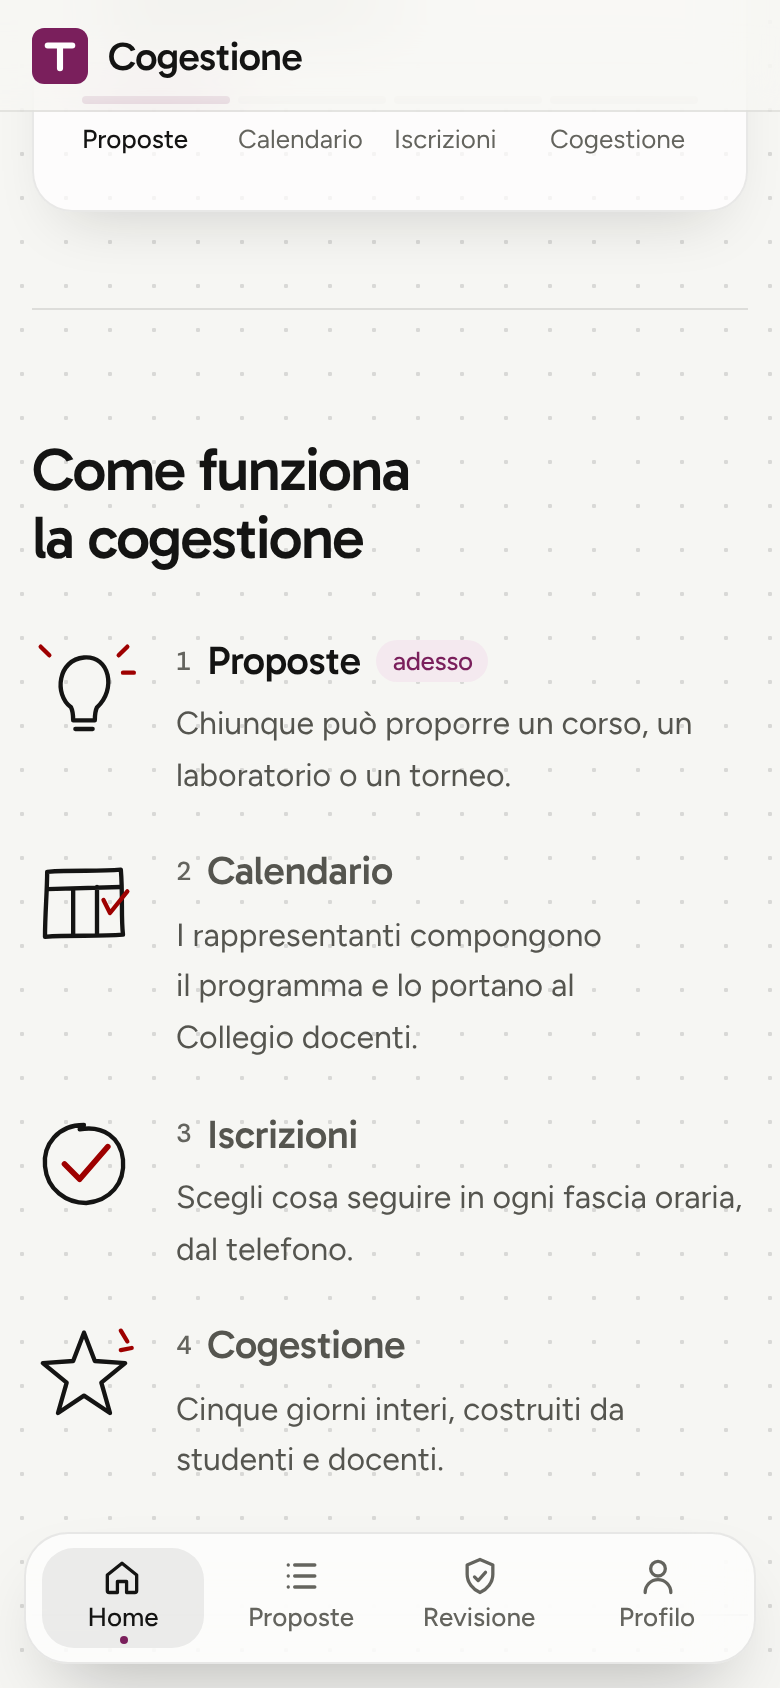 T Cogestione
Proposte Calendario Iscrizioni Cogestione
Come funziona
la cogestione
1 Proposte adesso
Chiunque può proporre un corso, un
laboratorio o un torneo.
2 Calendario
I rappresentanti compongono
il programma e lo portano al
Collegio docenti.
3 Iscrizioni
Scegli cosa seguire in ogni fascia oraria,
dal telefono.
4 Cogestione
Cinque giorni interi, costruiti da
studenti e docenti.
Home Proposte Revisione Profilo